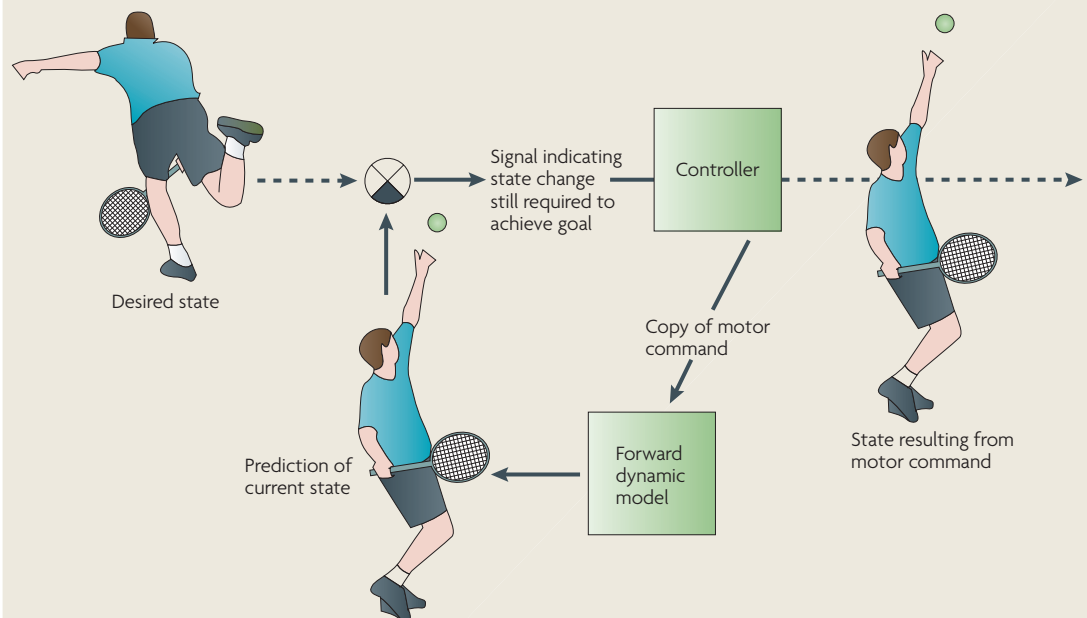 Desired state
Signal indicating
state change
still required to
achieve goal
Controller
Copy of motor
command
State resulting from
motor command
Forward
dynamic
model
Prediction of
current state